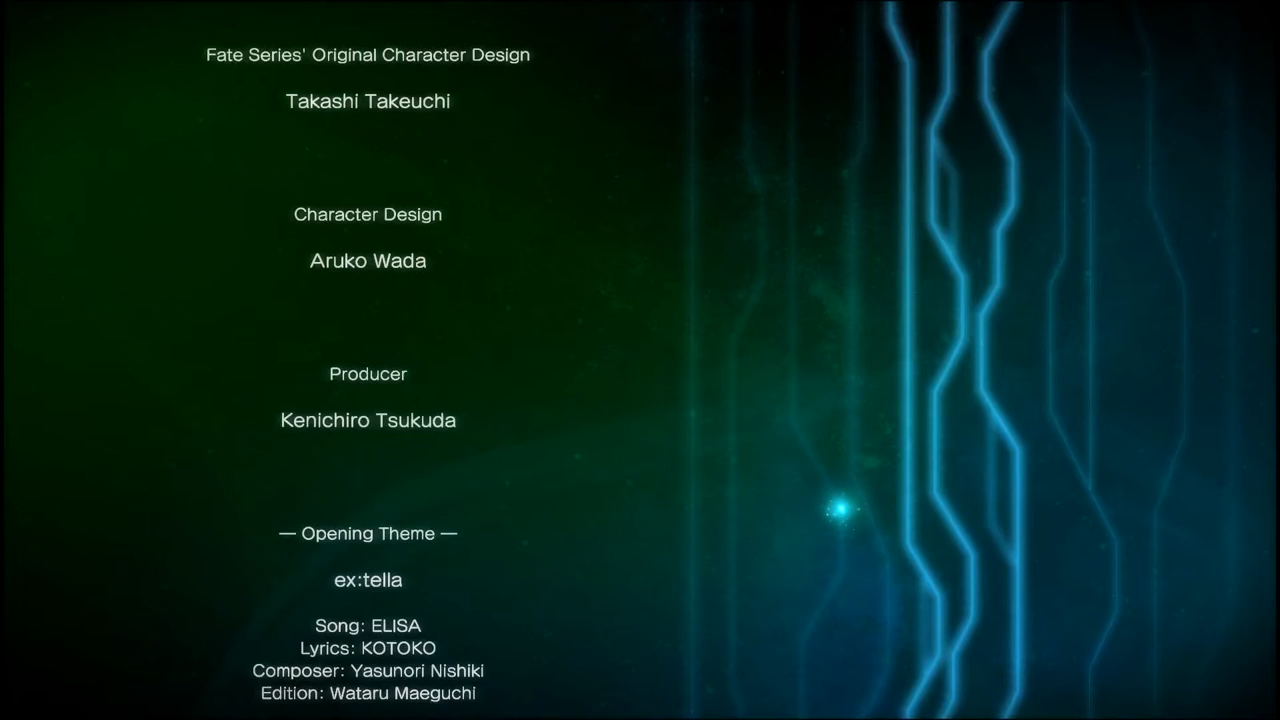 Fate Series' Original Character Design
Takashi Takeuchi
Character Design
Aruko Wada
Producer
Kenichiro Tsukuda
— Opening Theme —
ex:tella
Song: ELISA
Lyrics: KOTOKO
Composer: Yasunori Nishiki
Edition: Wataru Maeguchi